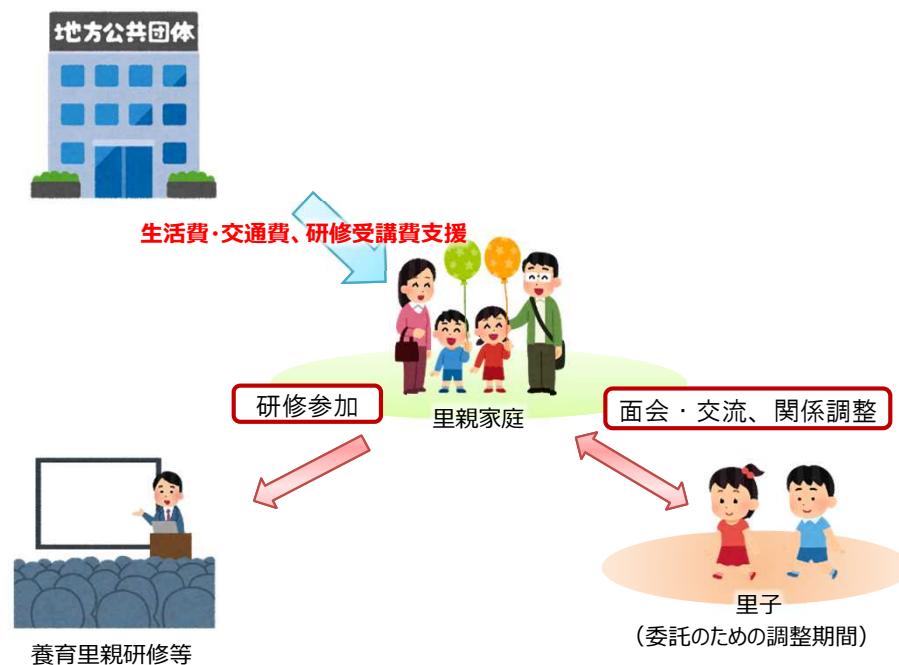 地方公共団体
生活費・交通費、研修受講費支援
研修参加
里親家庭
面会・交流、関係調整
里子
（委託のための調整期間）
養育里親研修等